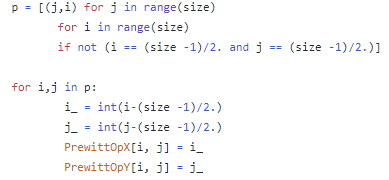 p = [(j,i) for j in range(size)
for i in range(size)
if not (i == (size -1)/2. and j == (size -1)/2.)]
for i,j in p:
i_ = int(i-(size -1)/2.)
j_ = int(j-(size -1)/2.)
PrewittOpX[i, j] = i_
PrewittOpY[i, j] = j_